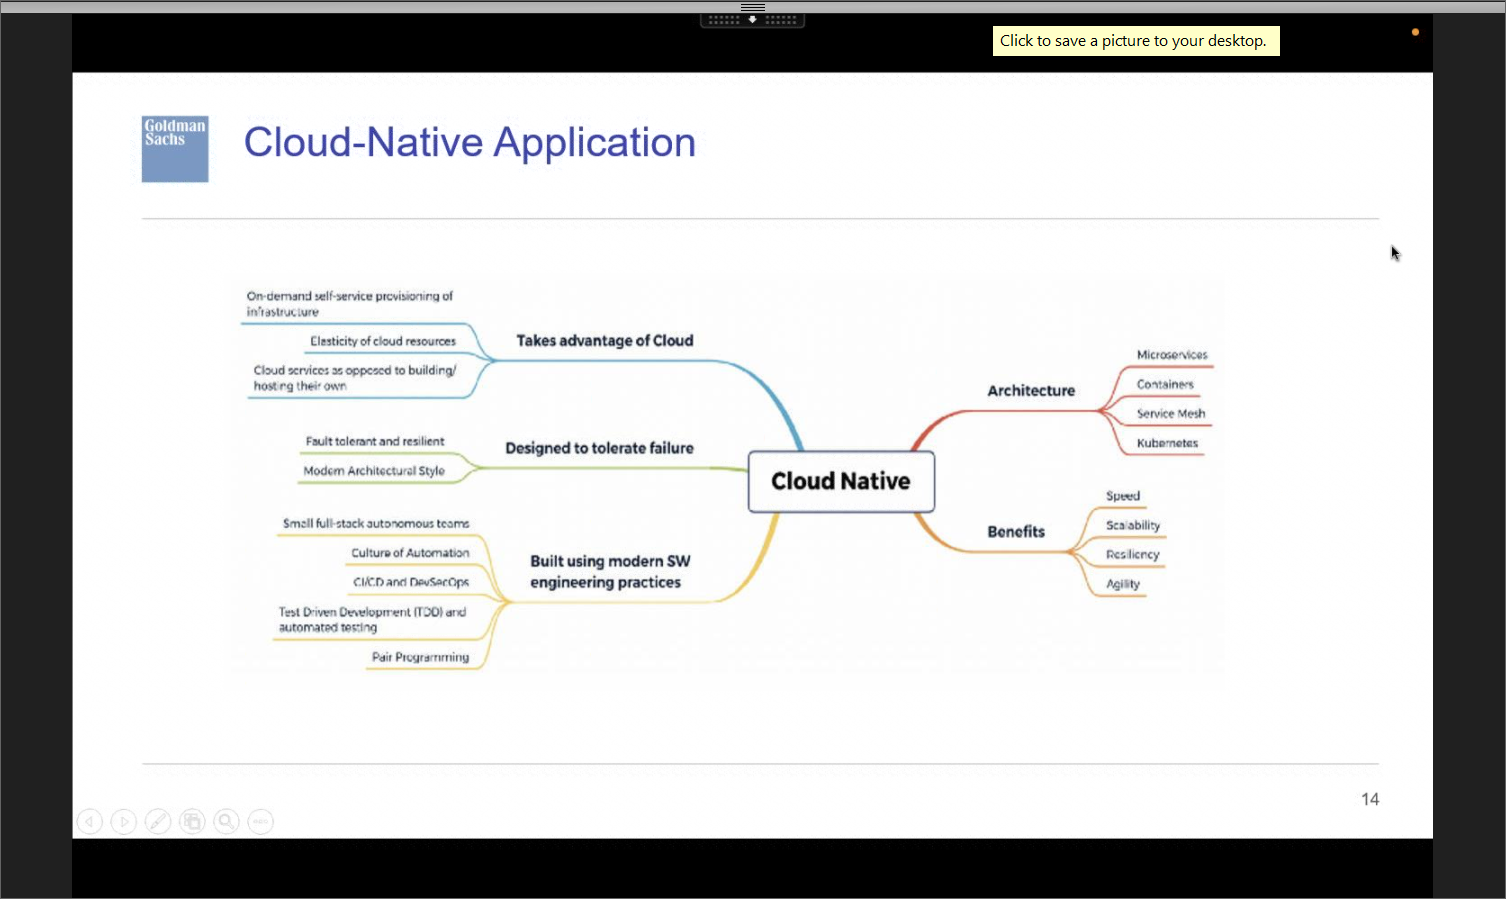 Click to save a picture to your desktop.
Goldman
Sachs
Cloud-Native Application
On-demand self-service provisioning of
infrastructure
Elasticity of cloud resources
Cloud services as opposed to building/
hosting their own
Takes advantage of Cloud
Fault tolerant and resilient
Modern Architectural Style
Designed to tolerate failure
Small full-stack autonomous teams
Culture of Automation
CI/CD and DevSecOps
Test Driven Development (TDD) and
automated testing
Pair Programming
Built using modern SW
engineering practices
Cloud Native
Architecture
Microservices
Containers
Service Mesh
Kubernetes
Benefits
Speed
Scalability
Resiliency
Agility
14